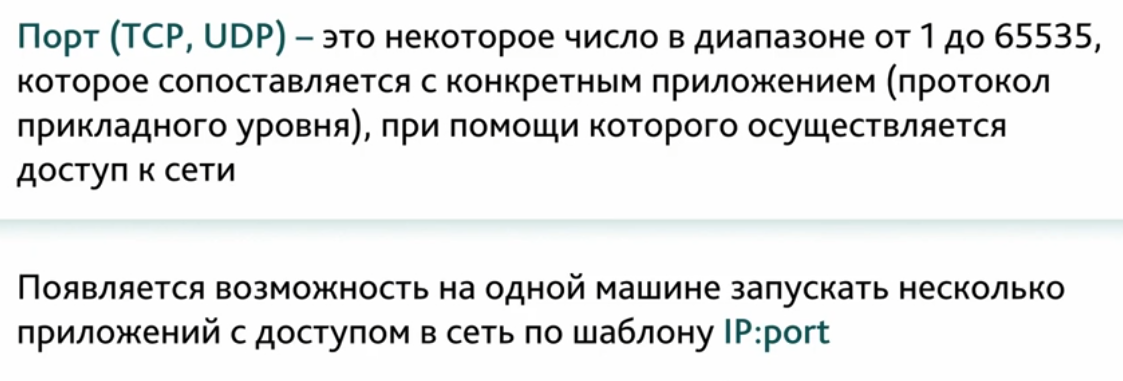 Порт (TCP, UDP) – это некоторое число в диапазоне от 1 до 65535,
которое сопоставляется с конкретным приложением (протокол
прикладного уровня), при помощи которого осуществляется
доступ к сети
Появляется возможность на одной машине запускать несколько
приложений с доступом в сеть по шаблону IP:port